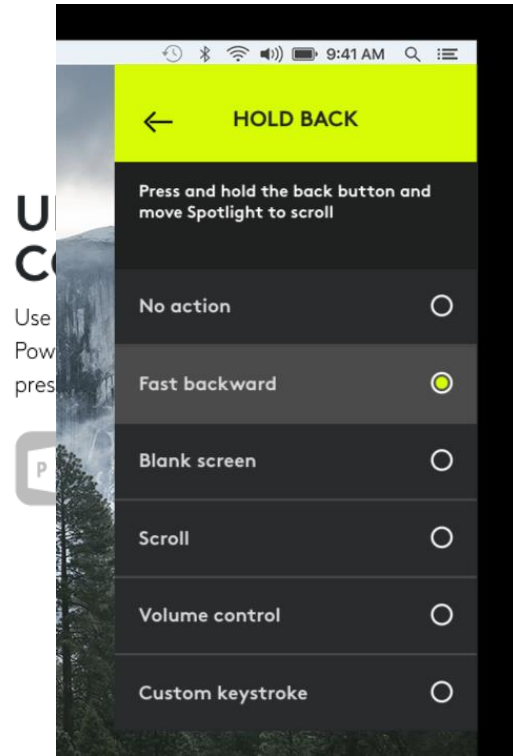 9:41 AM
HOLD BACK
Press and hold the back button and
move Spotlight to scroll
No action
Fast backward
Blank screen
Scroll
Volume control
Custom keystroke
U
C
Use
Pow
pres
P